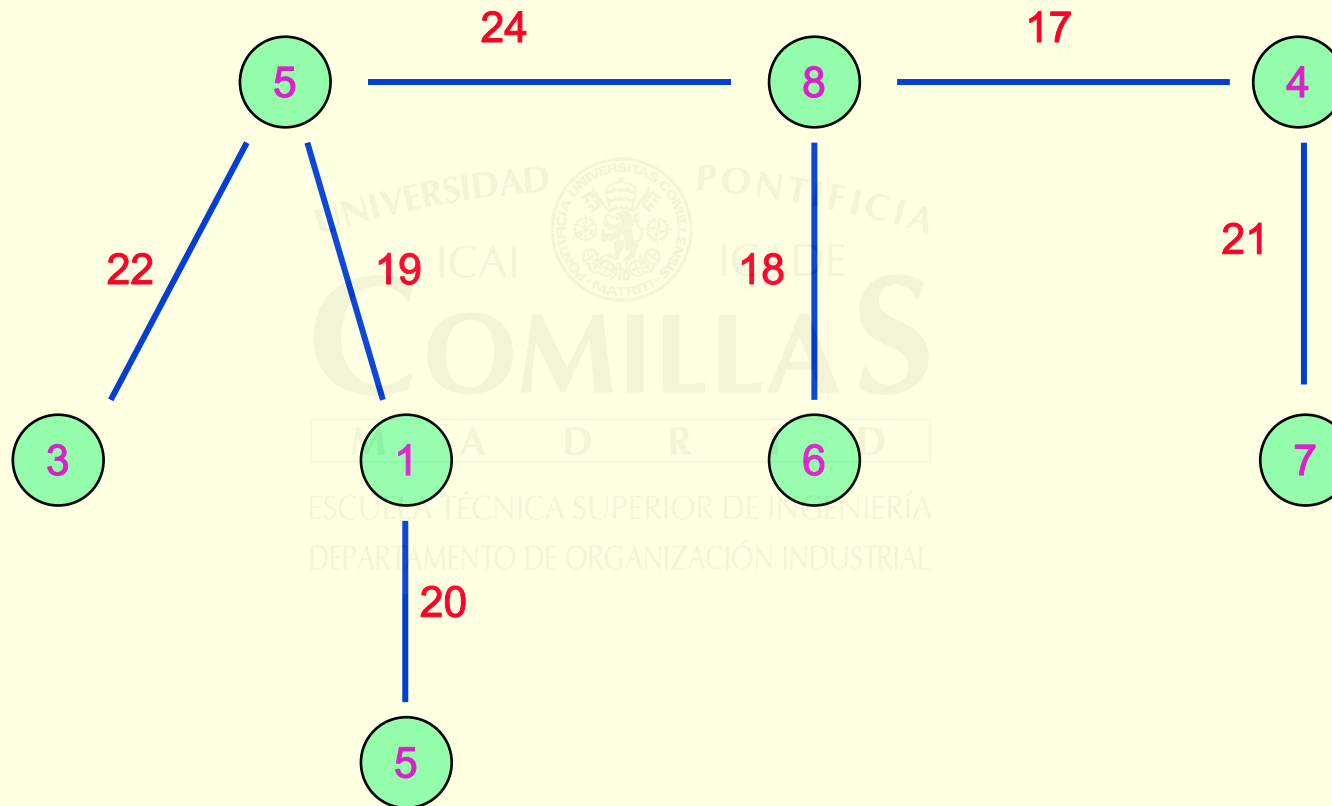 24
17
5
8
4
UNIVERSIDAD PONTIFICIA
22
19
ICAI
18
ICADE
21
COMILLAS
3
1
6
7
MADRID
ESCUELA TÉCNICA SUPERIOR DE INGENIERÍA
DEPARTAMENTO DE ORGANIZACIÓN INDUSTRIAL
20
5